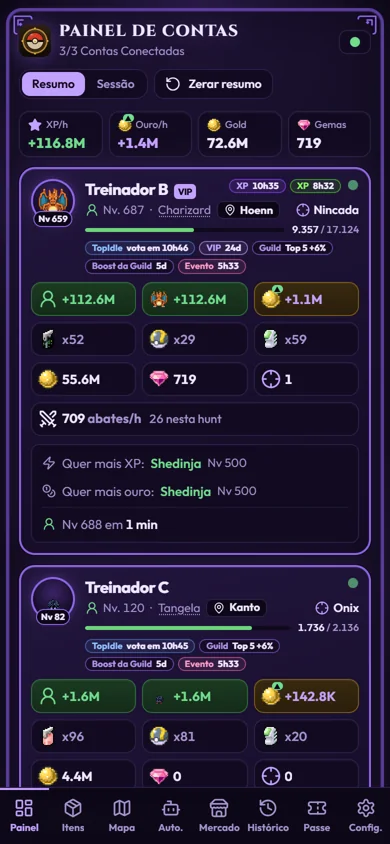 PAINEL DE CONTAS
3/3 Contas Conectadas
Resumo Sessão Zerar resumo
XP/h Ouro/h Gold Gemas
+116.8M +1.4M 72.6M 719
Treinador B VIP XP 10h35 XP 8h32
Nv. 687 · Charizard Hoenn Nincada
Nv 659
9.357 / 17.124
TopIdle vota em 10h46 VIP 24d Guild Top 5 +6%
Boost da Guild 5d Evento 5h33
+112.6M +112.6M +1.1M
x52 x29 x59
55.6M 719 1
709 abates/h 26 nesta hunt
Quer mais XP: Shedinja Nv 500
Quer mais ouro: Shedinja Nv 500
Nv 688 em 1 min
Treinador C
Nv. 120 · Tangela Kanto Onix
Nv 82
1.736 / 2.136
TopIdle vota em 10h45 Guild Top 5 +6%
Boost da Guild 5d Evento 5h33
+1.6M +1.6M +142.8K
x96 x81 x20
4.4M 0 0
Painel Itens Mapa Auto. Mercado Histórico Passe Config.